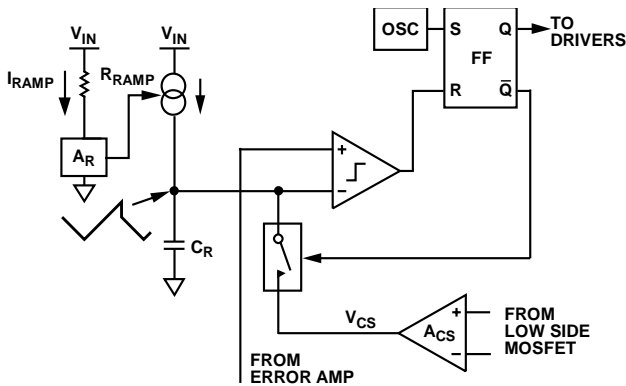 V_IN
V_IN
OSC
S
Q
TO
DRIVERS
FF
I_RAMP
R_RAMP
R
Q̅
A_R
+
–
C_R
V_CS
A_CS
+
–
FROM
LOW SIDE
MOSFET
FROM
ERROR AMP